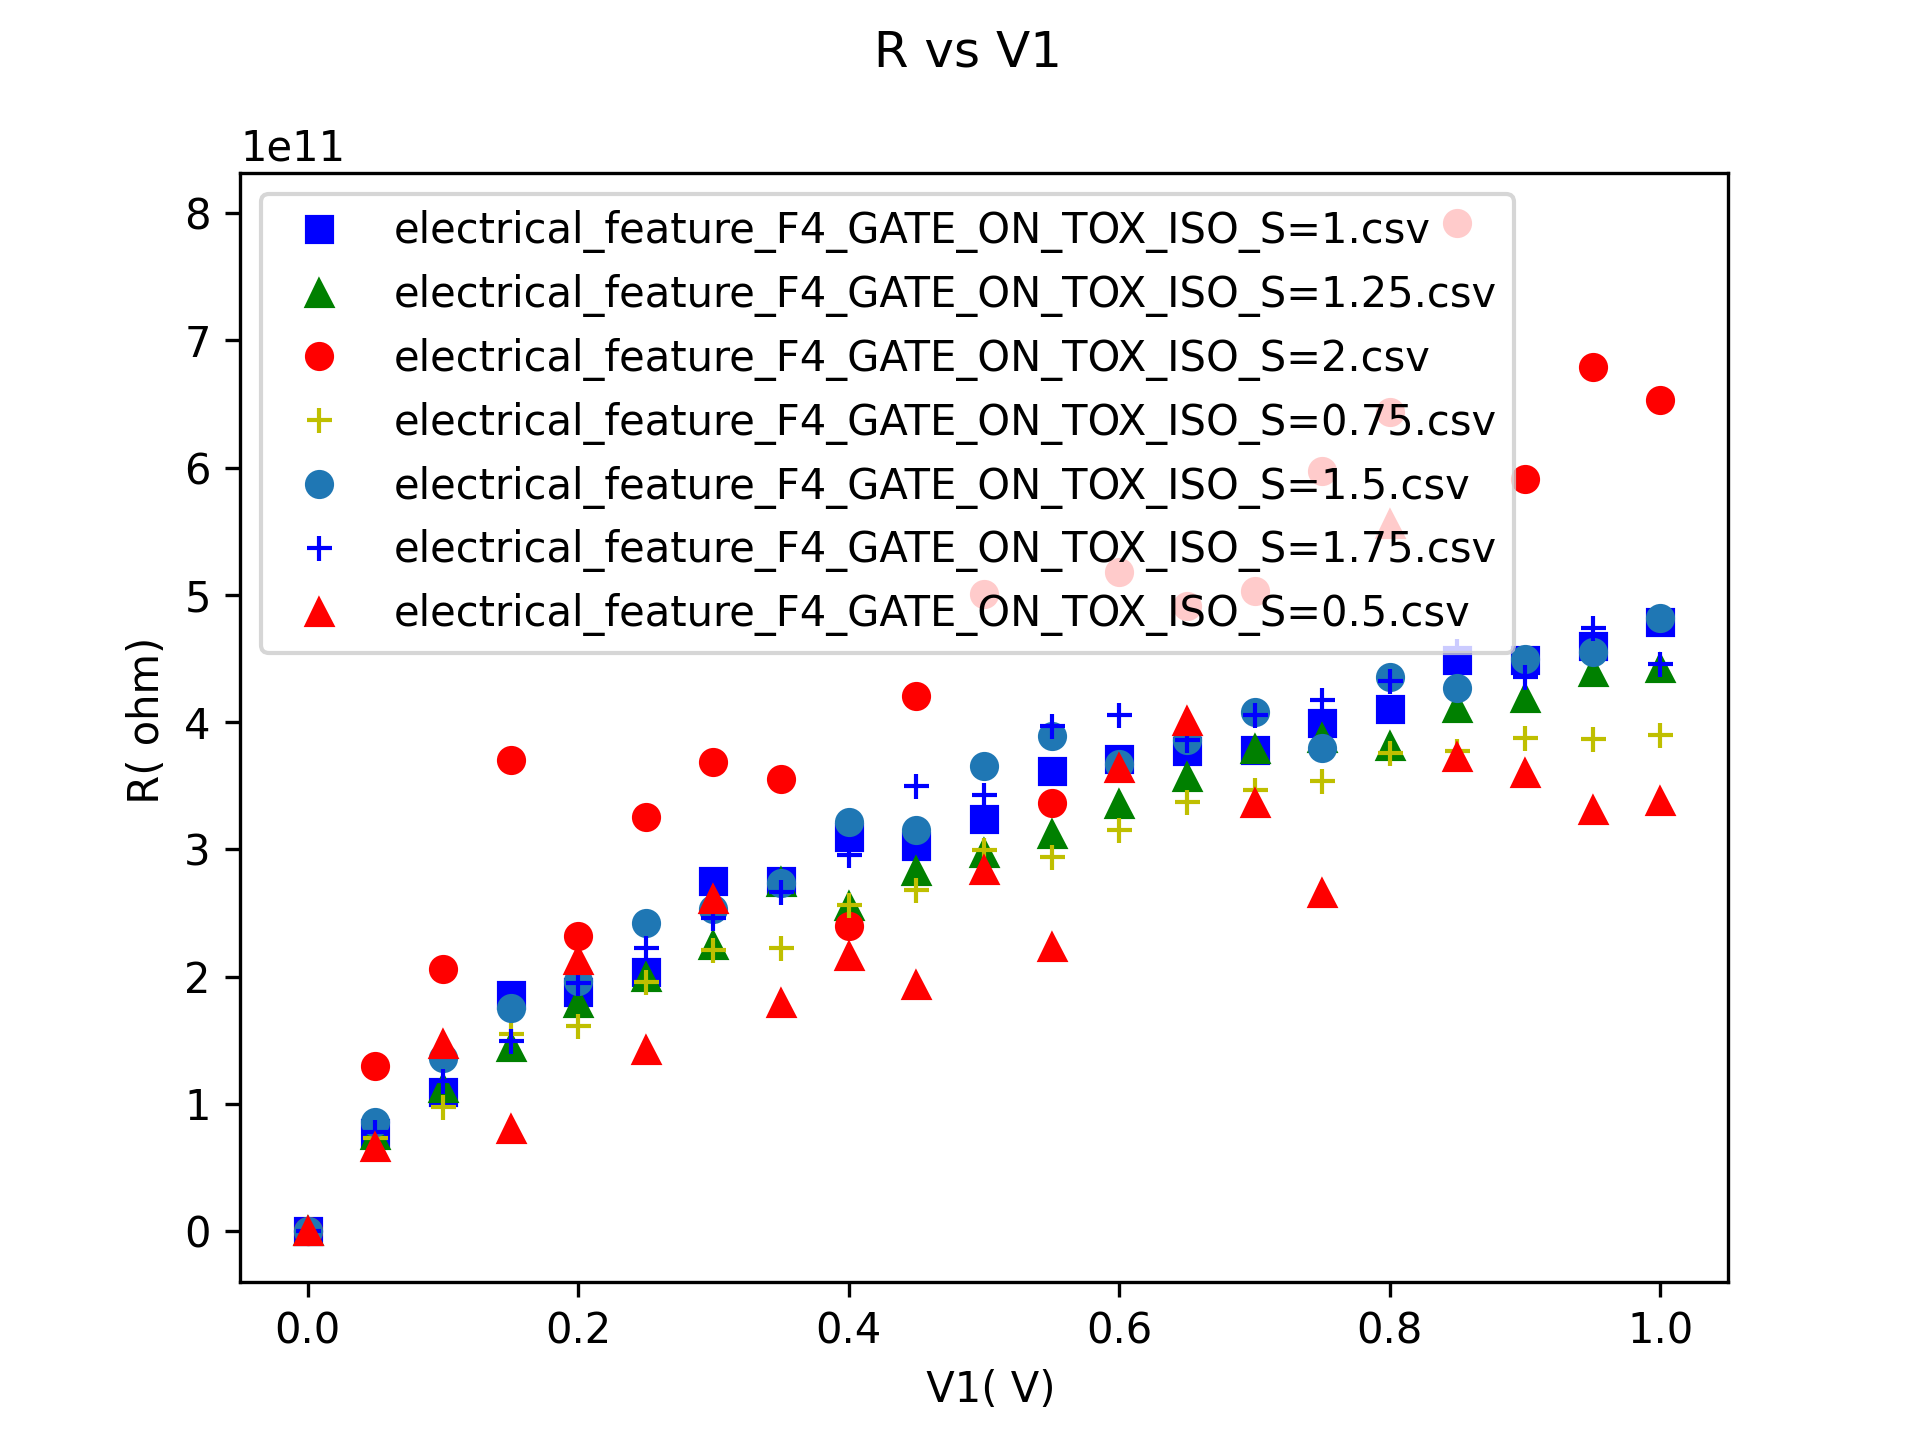 R vs V1
1e11
8
7
6
5
4
3
2
1
0
R( ohm)
electrical_feature_F4_GATE_ON_TOX_ISO_S=1.csv
electrical_feature_F4_GATE_ON_TOX_ISO_S=1.25.csv
electrical_feature_F4_GATE_ON_TOX_ISO_S=2.csv
electrical_feature_F4_GATE_ON_TOX_ISO_S=0.75.csv
electrical_feature_F4_GATE_ON_TOX_ISO_S=1.5.csv
electrical_feature_F4_GATE_ON_TOX_ISO_S=1.75.csv
electrical_feature_F4_GATE_ON_TOX_ISO_S=0.5.csv
0.0 0.2 0.4 0.6 0.8 1.0
V1( V)